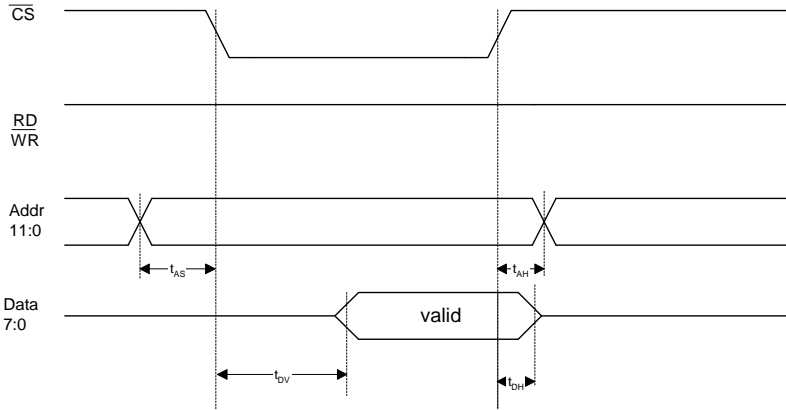 CS
RD
WR
Addr
11:0
tAS
tAH
Data
7:0
valid
tDV
tDH